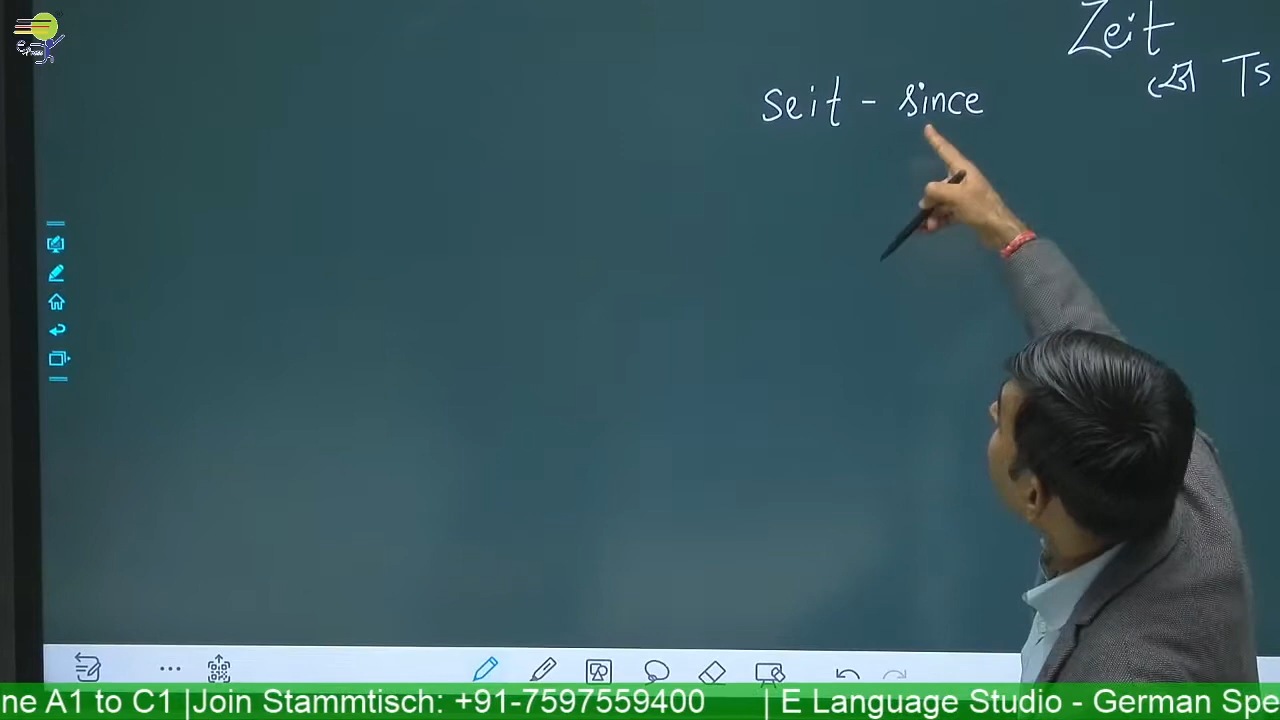 Zeit
Ts
seit - since
ne A1 to C1 |Join Stammtisch: +91-7597559400 | E Language Studio - German Spe